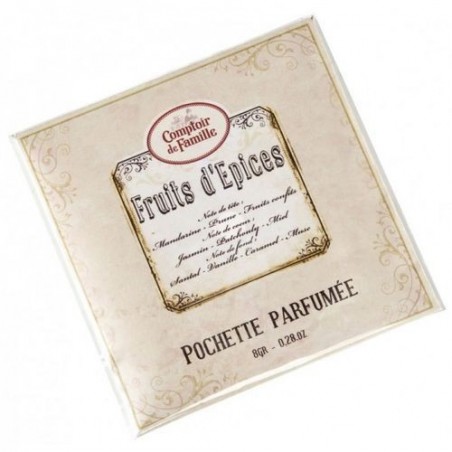 Comptoir
de Famille
Fruits d'Epices
Note de tête :
Mandarine - Prune - Fruits confits
Note de coeur :
Jasmin - Patchouly - Miel
Note de fond :
Santal - Vanille - Caramel - Musc
POCHETTE PARFUMÉE
8GR - 0.28.OZ